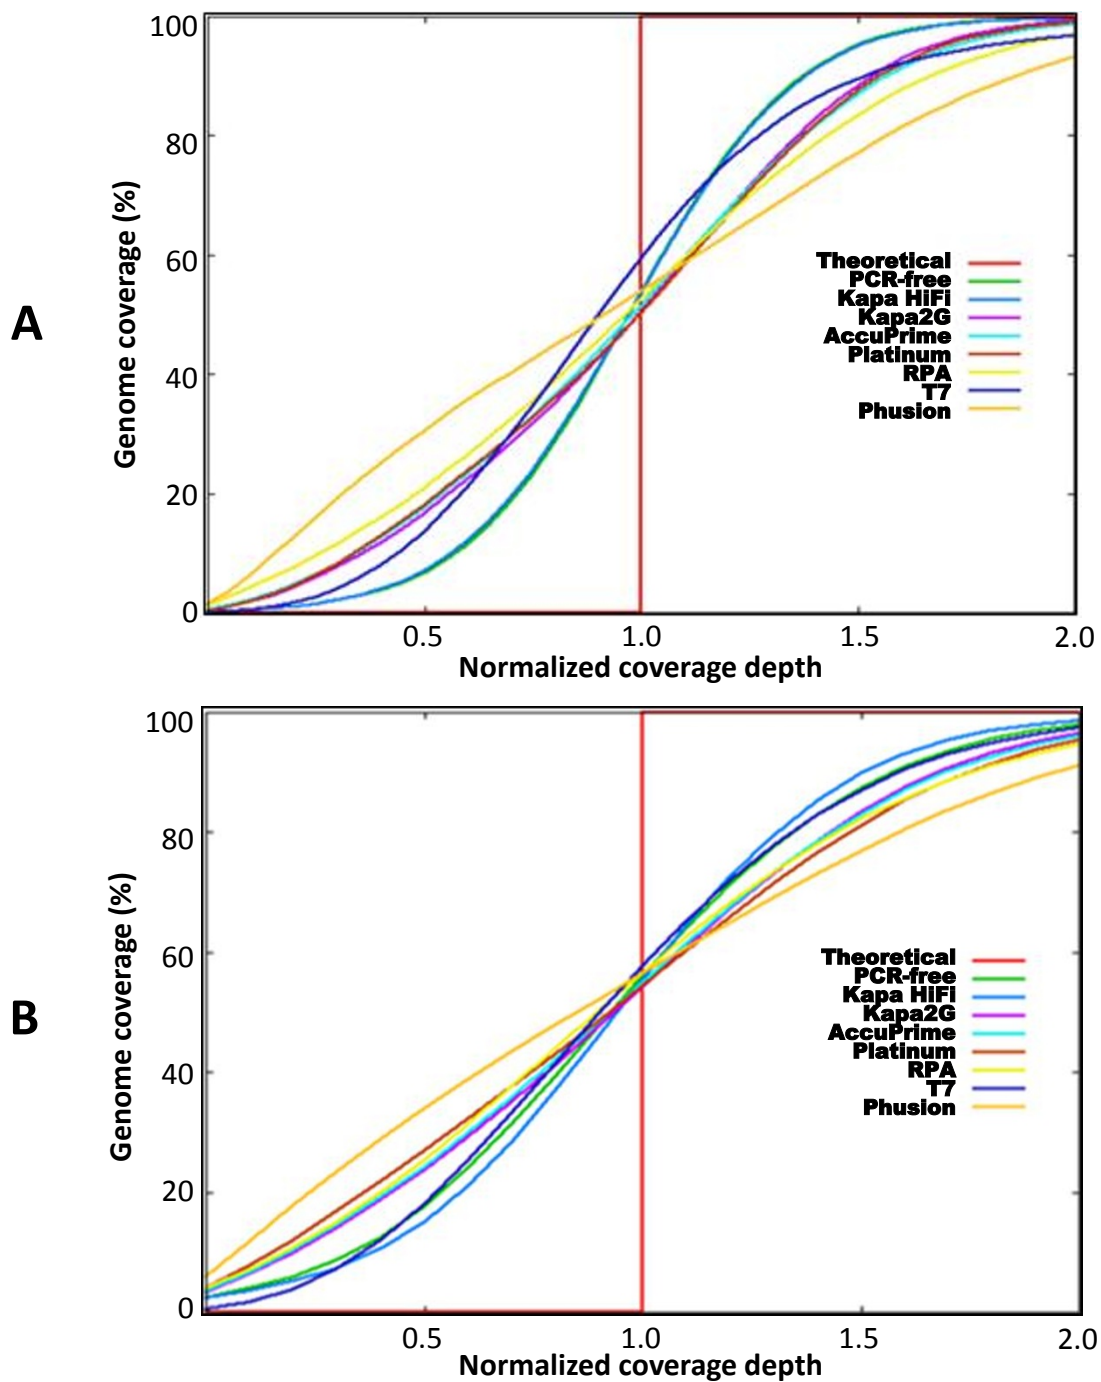 A
Genome coverage (%)
100
80
60
40
20
0
Theoretical
PCR-free
Kapa HiFi
Kapa2G
AccuPrime
Platinum
RPA
T7
Phusion
0.5 1.0 1.5 2.0
Normalized coverage depth
B
Genome coverage (%)
100
80
60
40
20
0
Theoretical
PCR-free
Kapa HiFi
Kapa2G
AccuPrime
Platinum
RPA
T7
Phusion
0.5 1.0 1.5 2.0
Normalized coverage depth